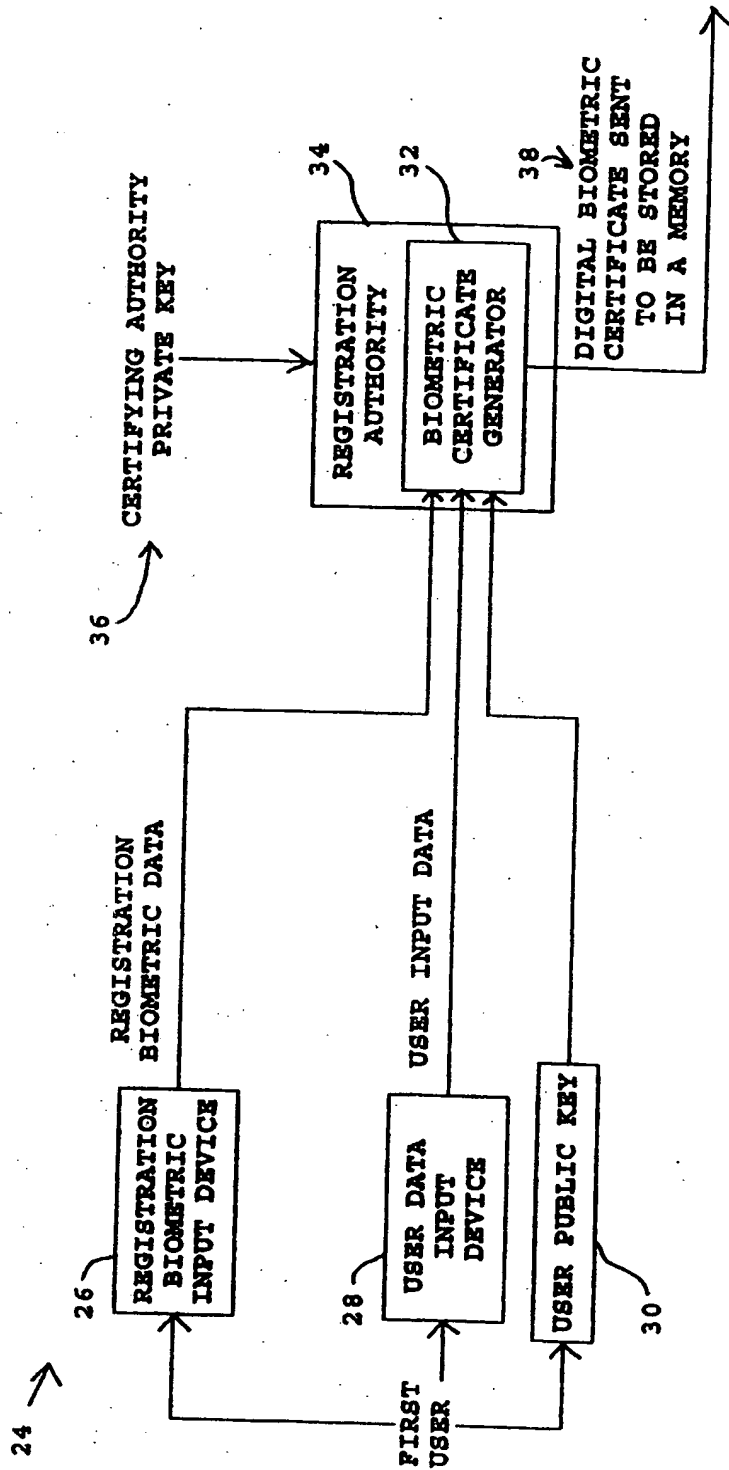 24
26
REGISTRATION
BIOMETRIC
INPUT DEVICE
REGISTRATION
BIOMETRIC DATA
FIRST
USER
28
USER DATA
INPUT
DEVICE
USER INPUT DATA
USER PUBLIC KEY
30
36
CERTIFYING AUTHORITY
PRIVATE KEY
34
REGISTRATION
AUTHORITY
32
BIOMETRIC
CERTIFICATE
GENERATOR
38
DIGITAL BIOMETRIC
CERTIFICATE SENT
TO BE STORED
IN A MEMORY